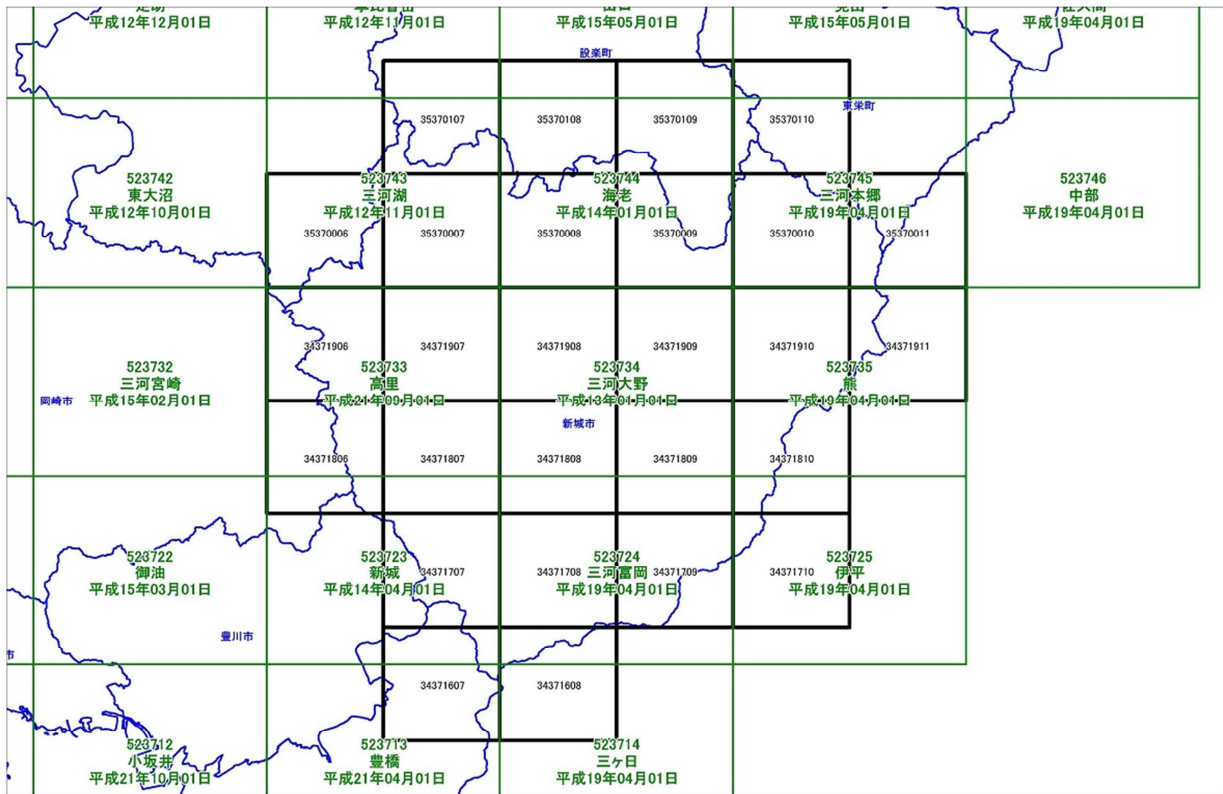 平成12年12月01日
平成12年11月01日
平成15年05月01日
平成15年05月01日
平成19年04月01日
設楽町
東栄町
35370107
35370108
35370109
35370110
523742
東大沼
平成12年10月01日
523743
三河湖
平成12年11月01日
523744
海老
平成14年01月01日
523745
三河本郷
平成19年04月01日
523746
中部
平成19年04月01日
35370006
35370007
35370008
35370009
35370010
35370011
34371906
34371907
34371908
34371909
34371910
34371911
523732
三河宮崎
平成15年02月01日
523733
高里
平成21年09月01日
523734
三河大野
平成13年01月01日
523735
熊
平成19年04月01日
岡崎市
新城市
34371806
34371807
34371808
34371809
34371810
523722
御油
平成15年03月01日
523723
新城
平成14年04月01日
523724
三河富岡
平成19年04月01日
523725
伊平
平成19年04月01日
34371707
34371708
34371709
34371710
豊川市
市
34371607
34371608
523712
小坂井
平成21年10月01日
523713
豊橋
平成21年04月01日
523714
三ヶ日
平成19年04月01日